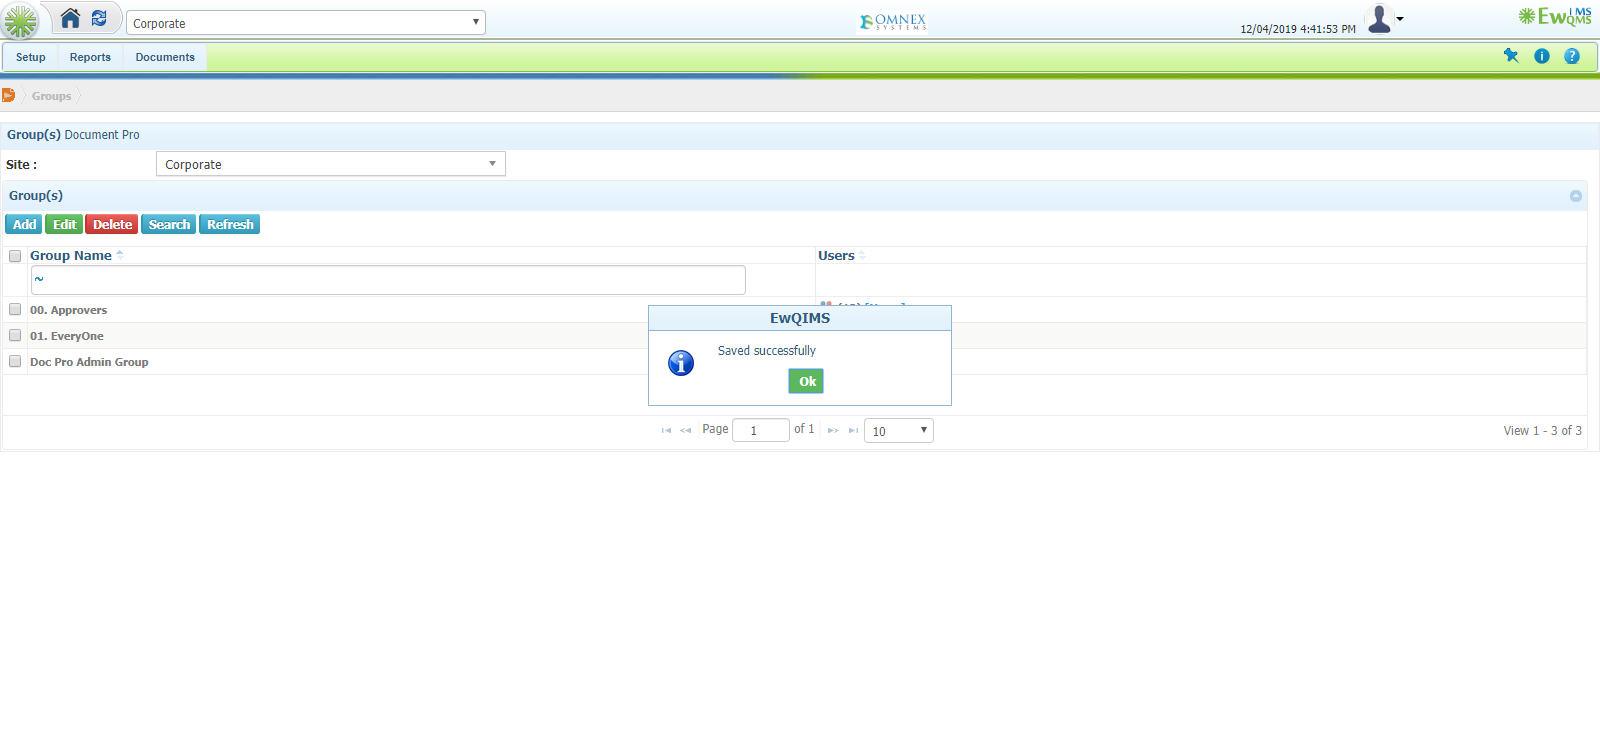 Corporate
OMNEX
SYSTEMS
12/04/2019 4:41:53 PM
EwQIMS
Setup Reports Documents
Groups
Group(s) Document Pro
Site : Corporate
Group(s)
Add Edit Delete Search Refresh
Group Name Users
~
00. Approvers
01. EveryOne
Doc Pro Admin Group
EwQIMS
Saved successfully
Ok
Page 1 of 1 10 View 1 - 3 of 3